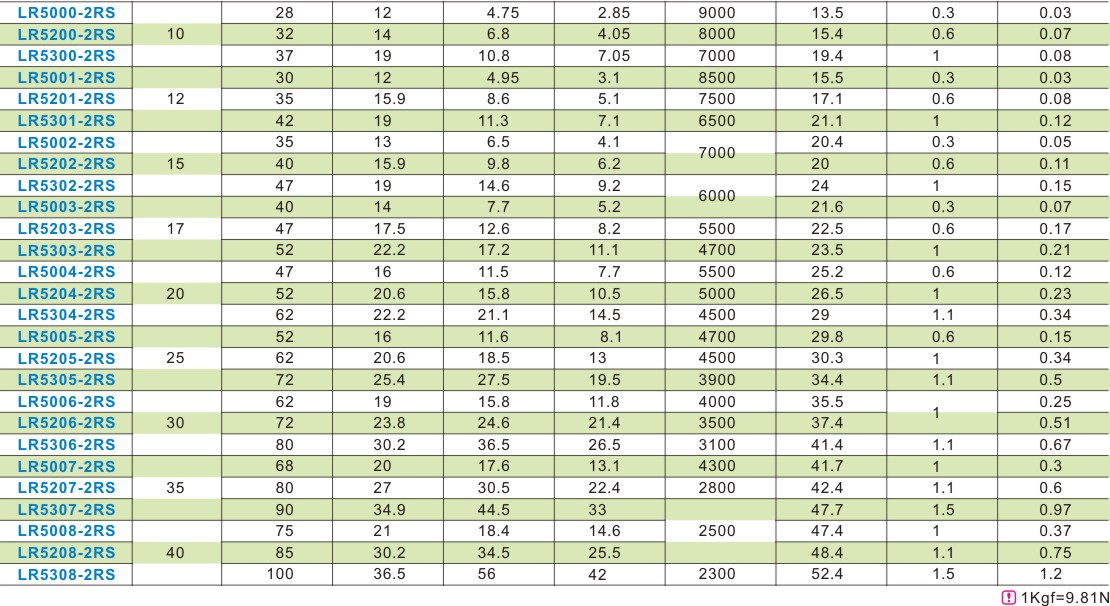 LR5000-2RS 28 12 4.75 2.85 9000 13.5 0.3 0.03
LR5200-2RS 10 32 14 6.8 4.05 8000 15.4 0.6 0.07
LR5300-2RS 37 19 10.8 7.05 7000 19.4 1 0.08
LR5001-2RS 30 12 4.95 3.1 8500 15.5 0.3 0.03
LR5201-2RS 12 35 15.9 8.6 5.1 7500 17.1 0.6 0.08
LR5301-2RS 42 19 11.3 7.1 6500 21.1 1 0.12
LR5002-2RS 35 13 6.5 4.1 7000 20.4 0.3 0.05
LR5202-2RS 15 40 15.9 9.8 6.2 20 0.6 0.11
LR5302-2RS 47 19 14.6 9.2 6000 24 1 0.15
LR5003-2RS 40 14 7.7 5.2 21.6 0.3 0.07
LR5203-2RS 17 47 17.5 12.6 8.2 5500 22.5 0.6 0.17
LR5303-2RS 52 22.2 17.2 11.1 4700 23.5 1 0.21
LR5004-2RS 47 16 11.5 7.7 5500 25.2 0.6 0.12
LR5204-2RS 20 52 20.6 15.8 10.5 5000 26.5 1 0.23
LR5304-2RS 62 22.2 21.1 14.5 4500 29 1.1 0.34
LR5005-2RS 52 16 11.6 8.1 4700 29.8 0.6 0.15
LR5205-2RS 25 62 20.6 18.5 13 4500 30.3 1 0.34
LR5305-2RS 72 25.4 27.5 19.5 3900 34.4 1.1 0.5
LR5006-2RS 62 19 15.8 11.8 4000 35.5 1 0.25
LR5206-2RS 30 72 23.8 24.6 21.4 3500 37.4 0.51
LR5306-2RS 80 30.2 36.5 26.5 3100 41.4 1.1 0.67
LR5007-2RS 68 20 17.6 13.1 4300 41.7 1 0.3
LR5207-2RS 35 80 27 30.5 22.4 2800 42.4 1.1 0.6
LR5307-2RS 90 34.9 44.5 33 47.7 1.5 0.97
LR5008-2RS 75 21 18.4 14.6 2500 47.4 1 0.37
LR5208-2RS 40 85 30.2 34.5 25.5 48.4 1.1 0.75
LR5308-2RS 100 36.5 56 42 2300 52.4 1.5 1.2
! 1Kgf=9.81N